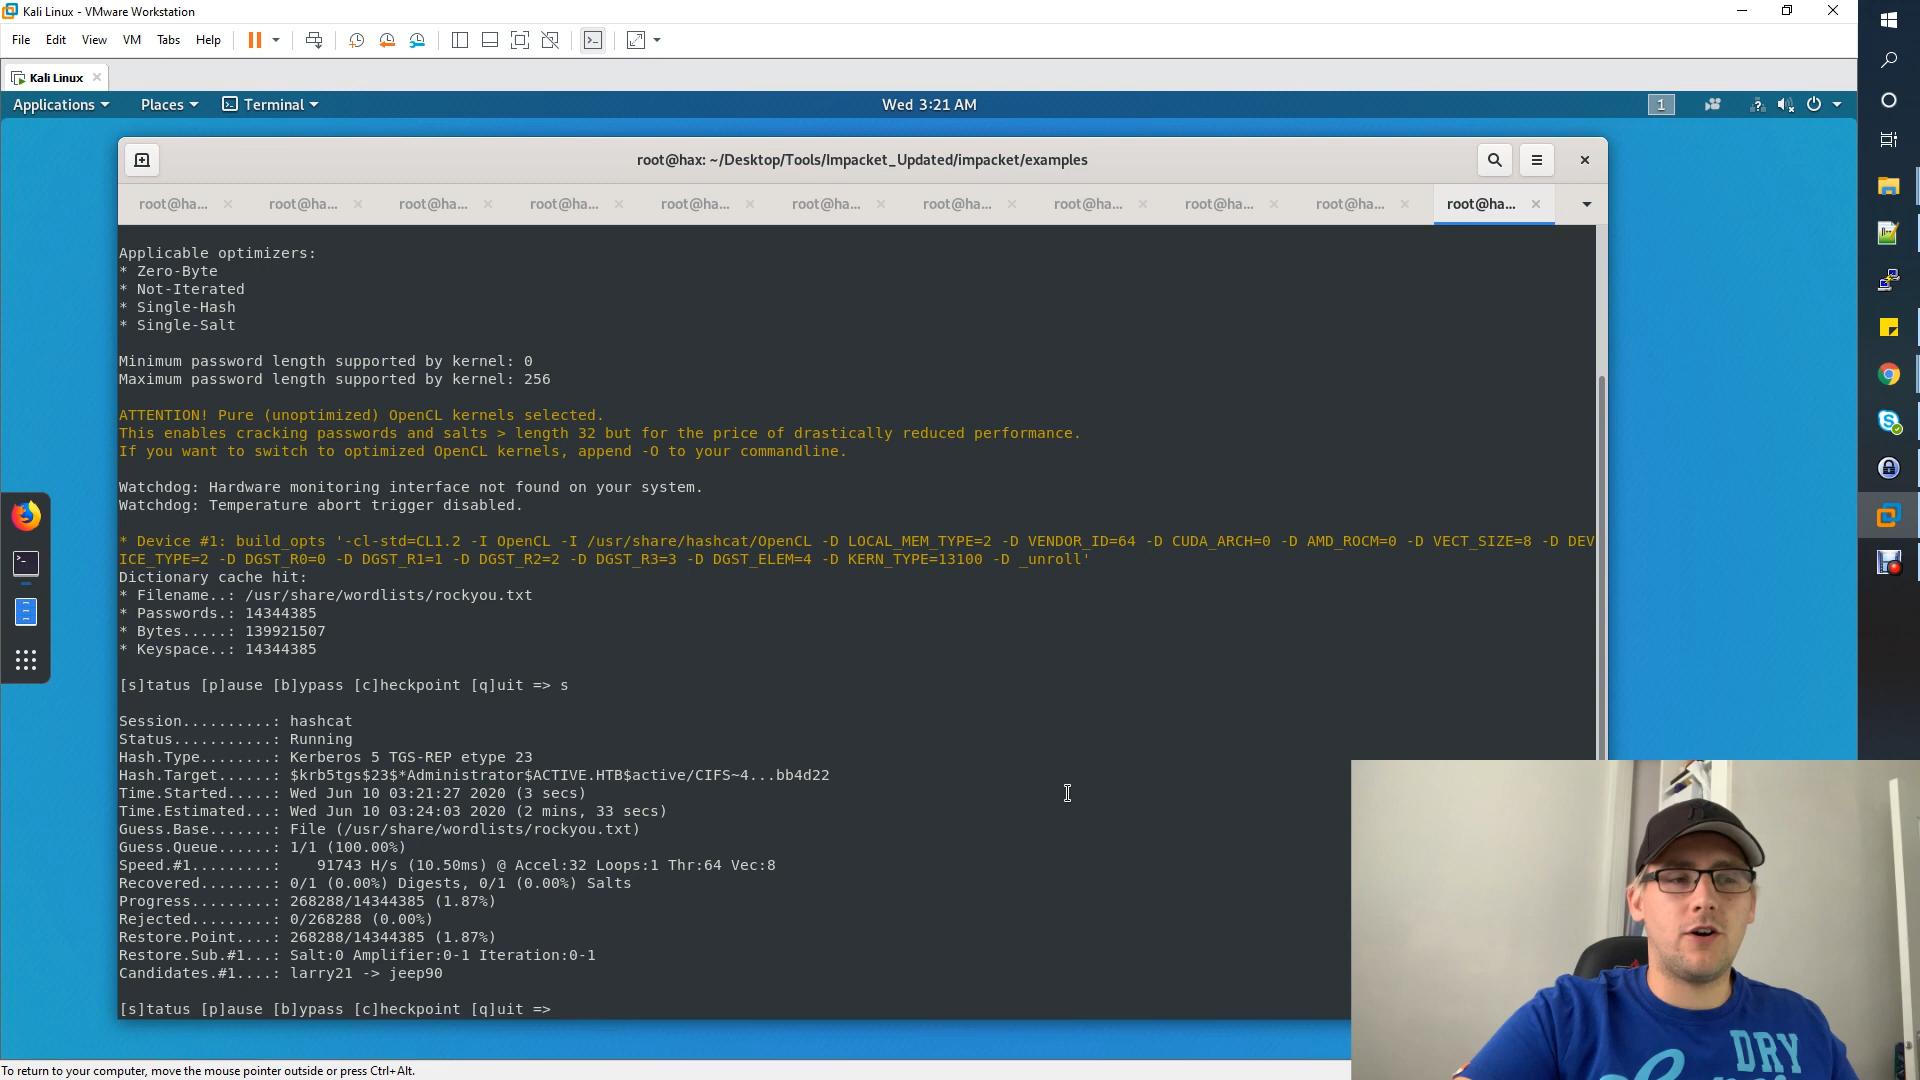 Kali Linux - VMware Workstation
File Edit View VM Tabs Help
Kali Linux
Applications Places Terminal Wed 3:21 AM 1
root@hax: ~/Desktop/Tools/Impacket_Updated/impacket/examples
root@ha... root@ha... root@ha... root@ha... root@ha... root@ha... root@ha... root@ha... root@ha... root@ha... root@ha...
Applicable optimizers:
* Zero-Byte
* Not-Iterated
* Single-Hash
* Single-Salt
Minimum password length supported by kernel: 0
Maximum password length supported by kernel: 256
ATTENTION! Pure (unoptimized) OpenCL kernels selected.
This enables cracking passwords and salts > length 32 but for the price of drastically reduced performance.
If you want to switch to optimized OpenCL kernels, append -O to your commandline.
Watchdog: Hardware monitoring interface not found on your system.
Watchdog: Temperature abort trigger disabled.
* Device #1: build_opts '-cl-std=CL1.2 -I OpenCL -I /usr/share/hashcat/OpenCL -D LOCAL_MEM_TYPE=2 -D VENDOR_ID=64 -D CUDA_ARCH=0 -D AMD_ROCM=0 -D VECT_SIZE=8 -D DEV
ICE_TYPE=2 -D DGST_R0=0 -D DGST_R1=1 -D DGST_R2=2 -D DGST_R3=3 -D DGST_ELEM=4 -D KERN_TYPE=13100 -D _unroll'
Dictionary cache hit:
* Filename..: /usr/share/wordlists/rockyou.txt
* Passwords.: 14344385
* Bytes.....: 139921507
* Keyspace..: 14344385
[s]tatus [p]ause [b]ypass [c]heckpoint [q]uit => s
Session..........: hashcat
Status...........: Running
Hash.Type........: Kerberos 5 TGS-REP etype 23
Hash.Target......: $krb5tgs$23$*Administrator$ACTIVE.HTB$active/CIFS~4...bb4d22
Time.Started.....: Wed Jun 10 03:21:27 2020 (3 secs)
Time.Estimated...: Wed Jun 10 03:24:03 2020 (2 mins, 33 secs)
Guess.Base.......: File (/usr/share/wordlists/rockyou.txt)
Guess.Queue......: 1/1 (100.00%)
Speed.#1.........:    91743 H/s (10.50ms) @ Accel:32 Loops:1 Thr:64 Vec:8
Recovered........: 0/1 (0.00%) Digests, 0/1 (0.00%) Salts
Progress.........: 268288/14344385 (1.87%)
Rejected.........: 0/268288 (0.00%)
Restore.Point....: 268288/14344385 (1.87%)
Restore.Sub.#1...: Salt:0 Amplifier:0-1 Iteration:0-1
Candidates.#1....: larry21 -> jeep90
[s]tatus [p]ause [b]ypass [c]heckpoint [q]uit =>
DRY
To return to your computer, move the mouse pointer outside or press Ctrl+Alt.